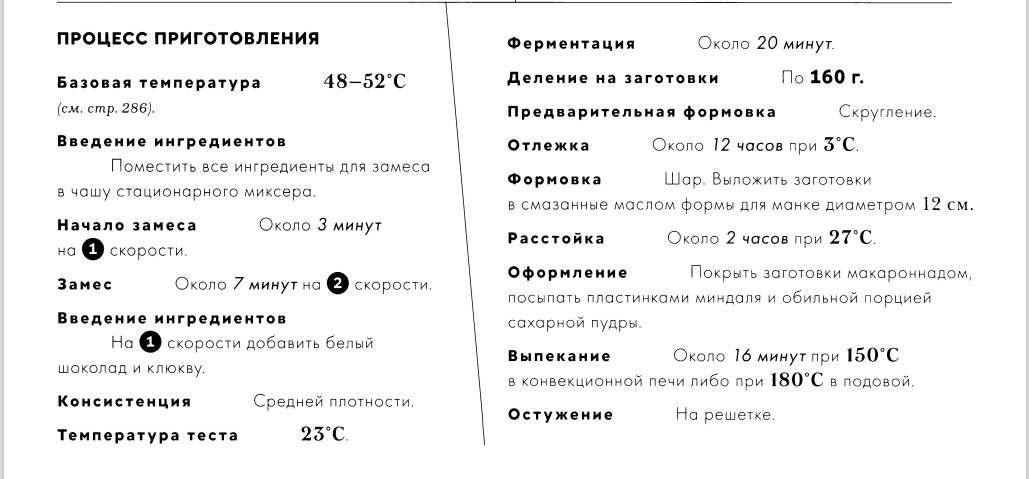 ПРОЦЕСС ПРИГОТОВЛЕНИЯ
Базовая температура 48–52°C
(см. стр. 286).
Введение ингредиентов
Поместить все ингредиенты для замеса
в чашу стационарного миксера.
Начало замеса Около 3 минут
на 1 скорости.
Замес Около 7 минут на 2 скорости.
Введение ингредиентов
На 1 скорости добавить белый
шоколад и клюкву.
Консистенция Средней плотности.
Температура теста 23°C.
Ферментация Около 20 минут.
Деление на заготовки По 160 г.
Предварительная формовка Скругление.
Отлежка Около 12 часов при 3°C.
Формовка Шар. Выложить заготовки
в смазанные маслом формы для манке диаметром 12 см.
Расстойка Около 2 часов при 27°C.
Оформление Покрыть заготовки макароннадом,
посыпать пластинками миндаля и обильной порцией
сахарной пудры.
Выпекание Около 16 минут при 150°C
в конвекционной печи либо при 180°C в подовой.
Остужение На решетке.